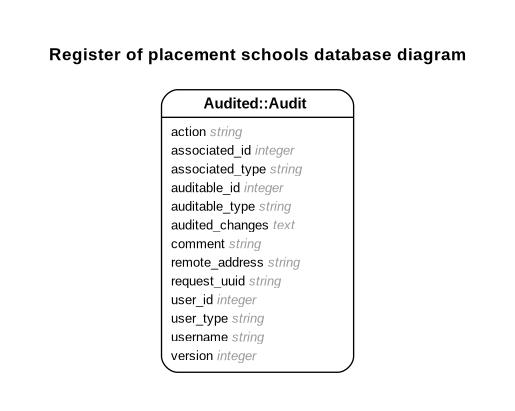 Register of placement schools database diagram
Audited::Audit
action string
associated_id integer
associated_type string
auditable_id integer
auditable_type string
audited_changes text
comment string
remote_address string
request_uuid string
user_id integer
user_type string
username string
version integer